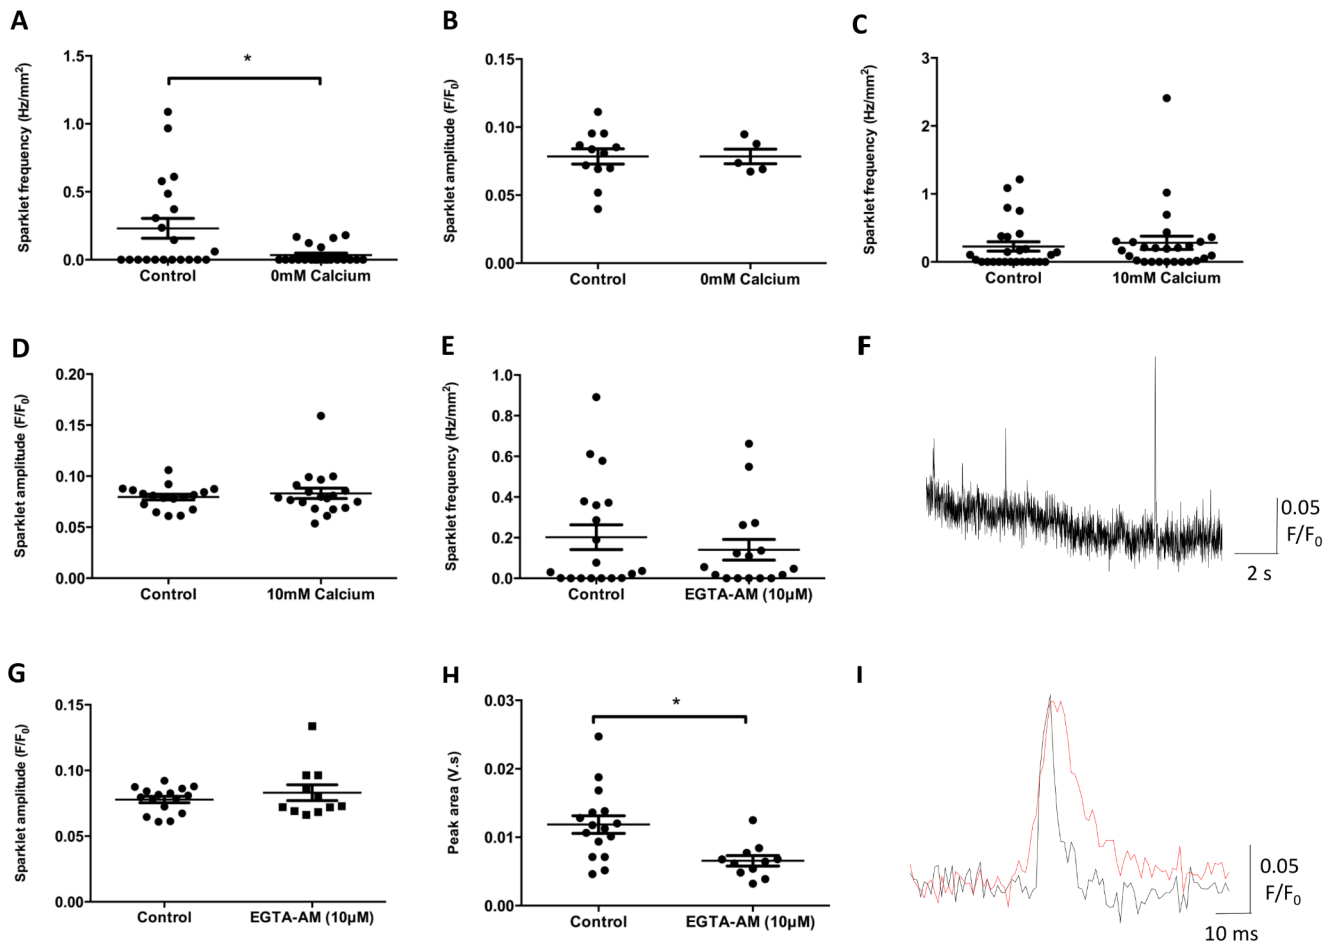 A
Sparklet frequency (Hz/mm²)
1.5
1.0
0.5
0.0
*
Control
0mM Calcium
B
Sparklet amplitude (F/F₀)
0.15
0.10
0.05
0.00
Control
0mM Calcium
C
Sparklet frequency (Hz/mm²)
3
2
1
0
Control
10mM Calcium
D
Sparklet amplitude (F/F₀)
0.20
0.15
0.10
0.05
0.00
Control
10mM Calcium
E
Sparklet frequency (Hz/mm²)
1.0
0.8
0.6
0.4
0.2
0.0
Control
EGTA-AM (10µM)
F
0.05
F/F₀
2 s
G
Sparklet amplitude (F/F₀)
0.15
0.10
0.05
0.00
Control
EGTA-AM (10µM)
H
Peak area (V.s)
0.03
0.02
0.01
0.00
*
Control
EGTA-AM (10µM)
I
0.05
F/F₀
10 ms